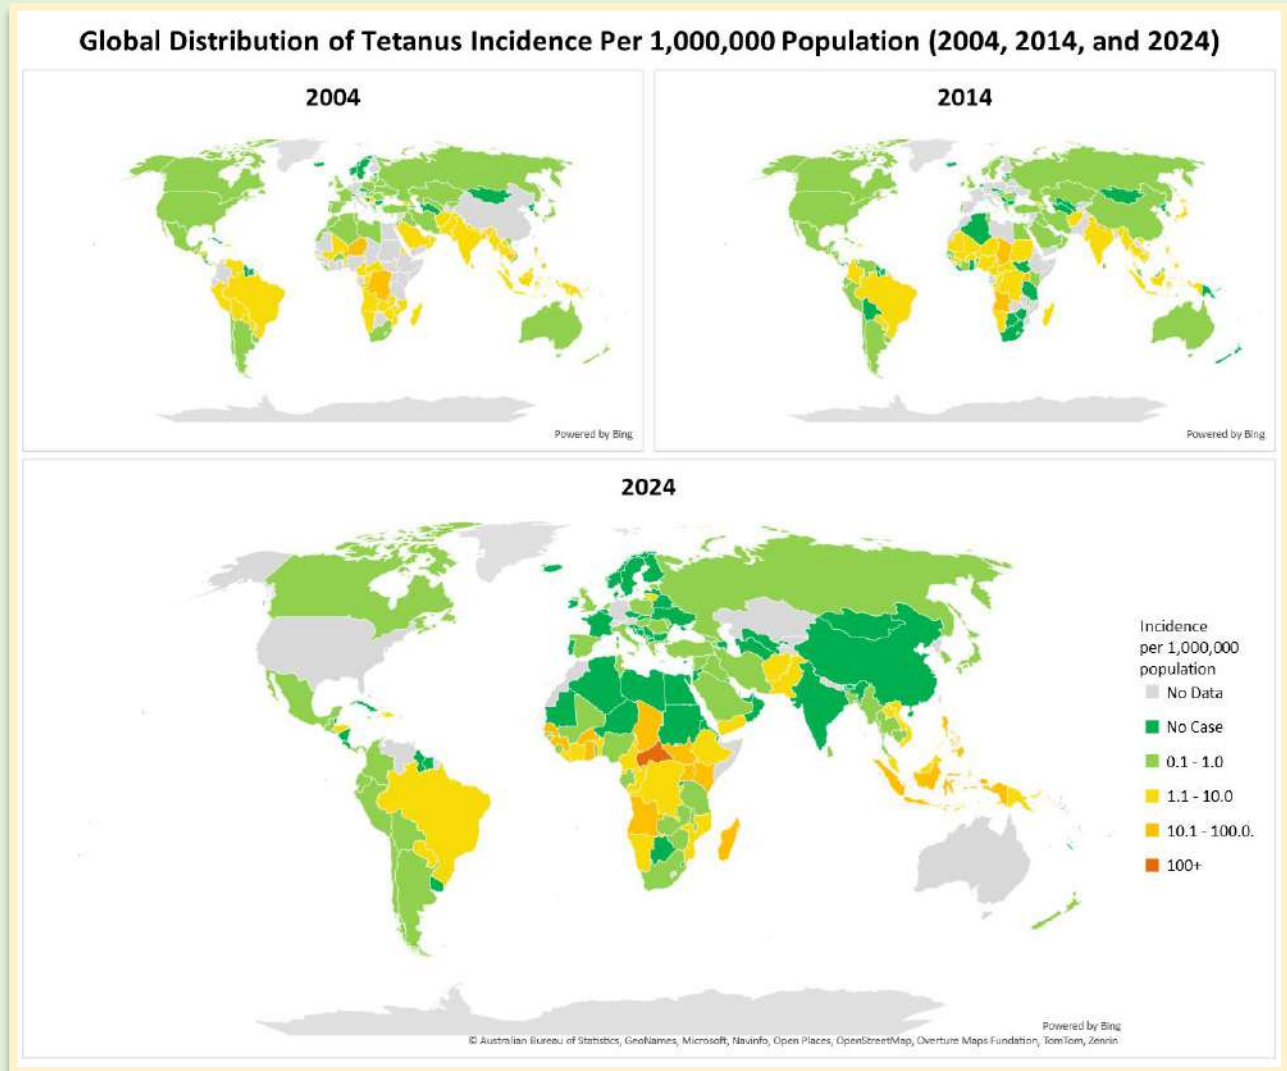 Global Distribution of Tetanus Incidence Per 1,000,000 Population (2004, 2014, and 2024)
2004
2014
Powered by Bing
Powered by Bing
2024
Incidence
per 1,000,000
population
No Data
No Case
0.1 - 1.0
1.1 - 10.0
10.1 - 100.0.
100+
Powered by Bing
© Australian Bureau of Statistics, GeoNames, Microsoft, Navinfo, Open Places, OpenStreetMap, Overture Maps Fundation, TomTom, Zenrin